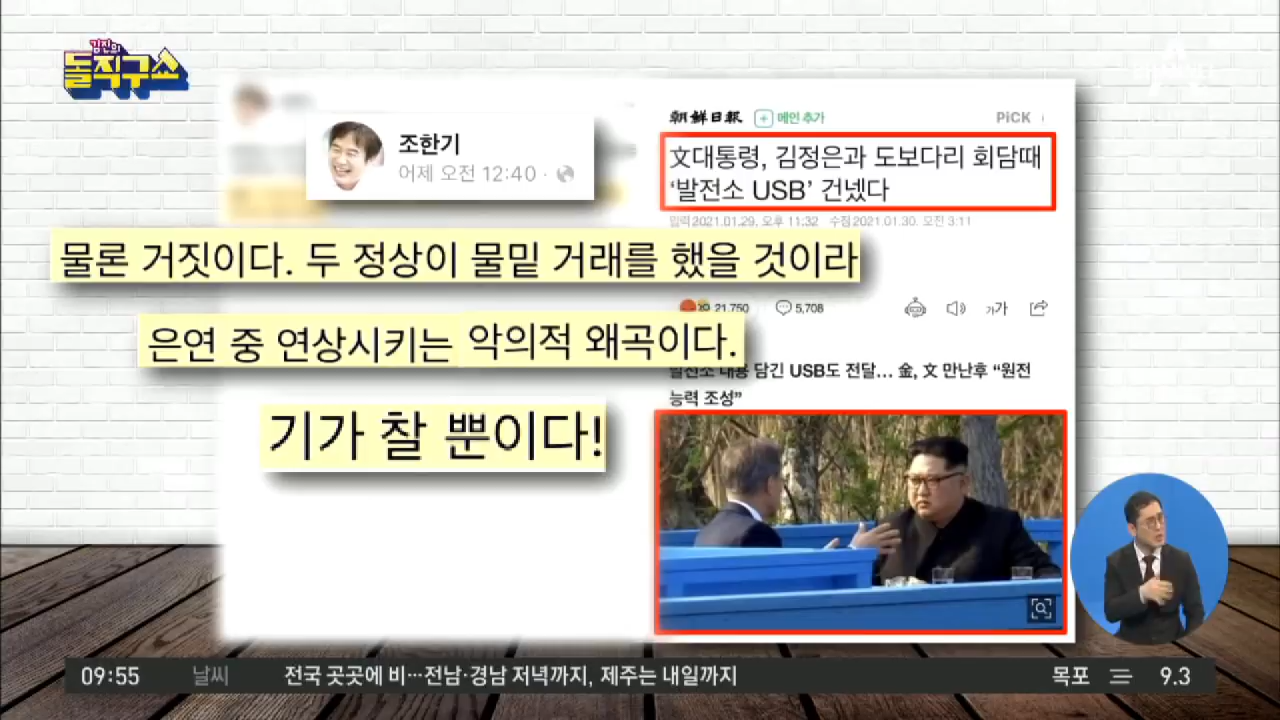 김진의
돌직구쇼
조한기
어제 오전 12:40 ·
물론 거짓이다. 두 정상이 물밑 거래를 했을 것이라
은연 중 연상시키는 악의적 왜곡이다.
기가 찰 뿐이다!
朝鮮日報 메인 추가 PiCK
文대통령, 김정은과 도보다리 회담때
‘발전소 USB’ 건넸다
입력 2021.01.29. 오후 11:32 수정 2021.01.30. 오전 3:11
21,750 5,708 가가
발전소 내용 담긴 USB도 전달… 金, 文 만난후 “원전
능력 조성”
09:55 날씨 전국 곳곳에 비…전남·경남 저녁까지, 제주는 내일까지 목포 9.3